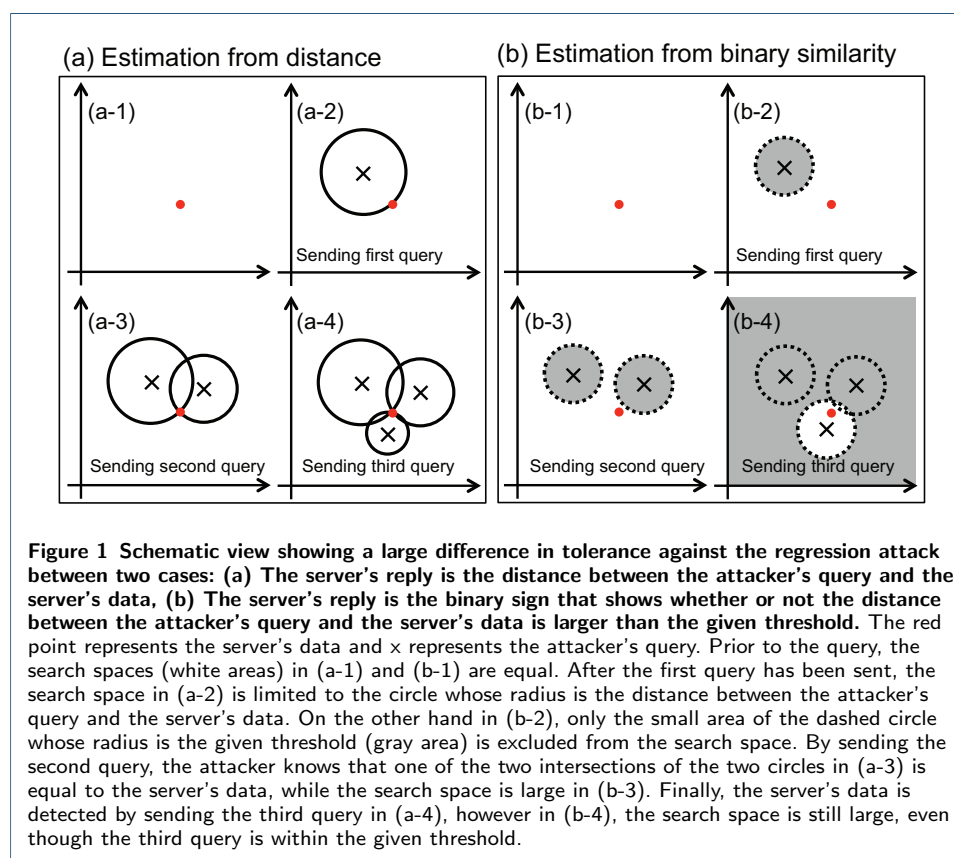 (a) Estimation from distance
(b) Estimation from binary similarity
(a-1)
(a-2)
Sending first query
(b-1)
(b-2)
Sending first query
(a-3)
Sending second query
(a-4)
Sending third query
(b-3)
Sending second query
(b-4)
Sending third query
Figure 1 Schematic view showing a large difference in tolerance against the regression attack
between two cases: (a) The server's reply is the distance between the attacker's query and the
server's data, (b) The server's reply is the binary sign that shows whether or not the distance
between the attacker's query and the server's data is larger than the given threshold. The red
point represents the server's data and x represents the attacker's query. Prior to the query, the
search spaces (white areas) in (a-1) and (b-1) are equal. After the first query has been sent, the
search space in (a-2) is limited to the circle whose radius is the distance between the attacker's
query and the server's data. On the other hand in (b-2), only the small area of the dashed circle
whose radius is the given threshold (gray area) is excluded from the search space. By sending the
second query, the attacker knows that one of the two intersections of the two circles in (a-3) is
equal to the server's data, while the search space is large in (b-3). Finally, the server's data is
detected by sending the third query in (a-4), however in (b-4), the search space is still large, even
though the third query is within the given threshold.